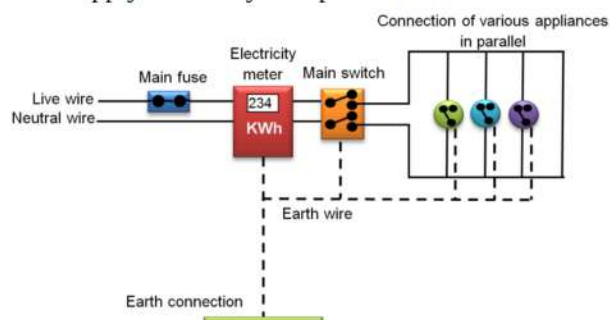 Connection of various appliances
in parallel
Electricity
meter
Main switch
Main fuse
Live wire
Neutral wire
234
KWh
Earth wire
Earth connection